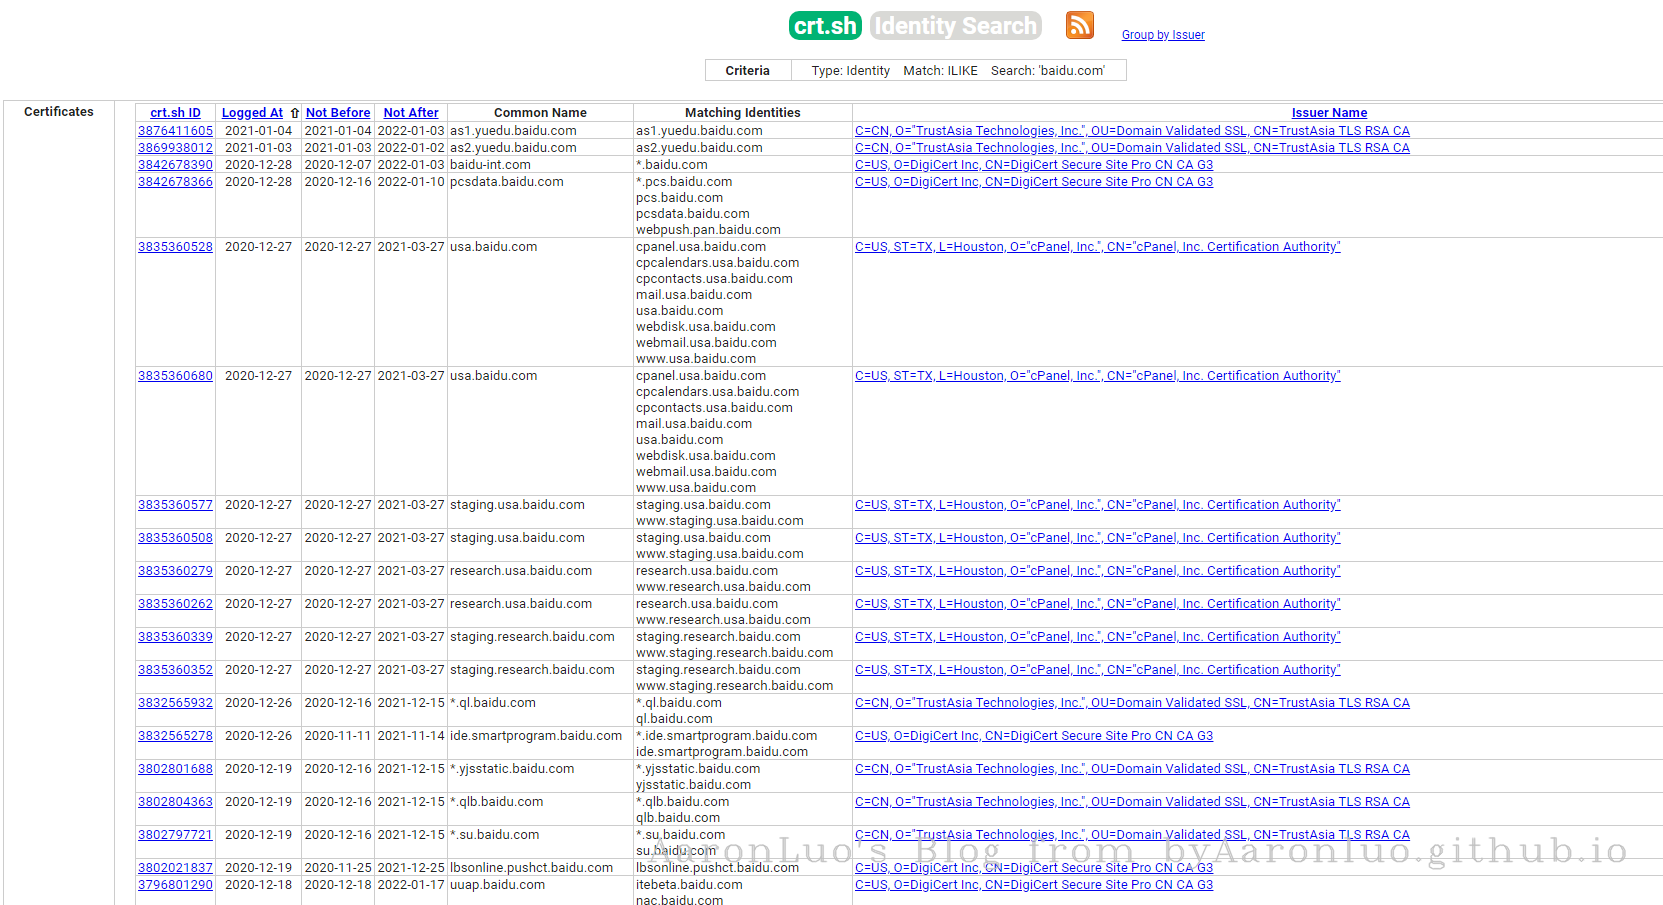 crt.sh Identity Search Group by Issuer
Criteria Type: Identity Match: ILIKE Search: 'baidu.com'
Certificates crt.sh ID Logged At ⇧ Not Before Not After Common Name Matching Identities Issuer Name
3876411605 2021-01-04 2021-01-04 2022-01-03 as1.yuedu.baidu.com as1.yuedu.baidu.com C=CN, O="TrustAsia Technologies, Inc.", OU=Domain Validated SSL, CN=TrustAsia TLS RSA CA
3869938012 2021-01-03 2021-01-03 2022-01-02 as2.yuedu.baidu.com as2.yuedu.baidu.com C=CN, O="TrustAsia Technologies, Inc.", OU=Domain Validated SSL, CN=TrustAsia TLS RSA CA
3842678390 2020-12-28 2020-12-07 2022-01-03 baidu-int.com *.baidu.com C=US, O=DigiCert Inc, CN=DigiCert Secure Site Pro CN CA G3
3842678366 2020-12-28 2020-12-16 2022-01-10 pcsdata.baidu.com *.pcs.baidu.com C=US, O=DigiCert Inc, CN=DigiCert Secure Site Pro CN CA G3
pcs.baidu.com
pcsdata.baidu.com
webpush.pan.baidu.com
3835360528 2020-12-27 2020-12-27 2021-03-27 usa.baidu.com cpanel.usa.baidu.com C=US, ST=TX, L=Houston, O="cPanel, Inc.", CN="cPanel, Inc. Certification Authority"
cpcalendars.usa.baidu.com
cpcontacts.usa.baidu.com
mail.usa.baidu.com
usa.baidu.com
webdisk.usa.baidu.com
webmail.usa.baidu.com
www.usa.baidu.com
3835360680 2020-12-27 2020-12-27 2021-03-27 usa.baidu.com cpanel.usa.baidu.com C=US, ST=TX, L=Houston, O="cPanel, Inc.", CN="cPanel, Inc. Certification Authority"
cpcalendars.usa.baidu.com
cpcontacts.usa.baidu.com
mail.usa.baidu.com
usa.baidu.com
webdisk.usa.baidu.com
webmail.usa.baidu.com
www.usa.baidu.com
3835360577 2020-12-27 2020-12-27 2021-03-27 staging.usa.baidu.com staging.usa.baidu.com C=US, ST=TX, L=Houston, O="cPanel, Inc.", CN="cPanel, Inc. Certification Authority"
www.staging.usa.baidu.com
3835360508 2020-12-27 2020-12-27 2021-03-27 staging.usa.baidu.com staging.usa.baidu.com C=US, ST=TX, L=Houston, O="cPanel, Inc.", CN="cPanel, Inc. Certification Authority"
www.staging.usa.baidu.com
3835360279 2020-12-27 2020-12-27 2021-03-27 research.usa.baidu.com research.usa.baidu.com C=US, ST=TX, L=Houston, O="cPanel, Inc.", CN="cPanel, Inc. Certification Authority"
www.research.usa.baidu.com
3835360262 2020-12-27 2020-12-27 2021-03-27 research.usa.baidu.com research.usa.baidu.com C=US, ST=TX, L=Houston, O="cPanel, Inc.", CN="cPanel, Inc. Certification Authority"
www.research.usa.baidu.com
3835360339 2020-12-27 2020-12-27 2021-03-27 staging.research.baidu.com staging.research.baidu.com C=US, ST=TX, L=Houston, O="cPanel, Inc.", CN="cPanel, Inc. Certification Authority"
www.staging.research.baidu.com
3835360352 2020-12-27 2020-12-27 2021-03-27 staging.research.baidu.com staging.research.baidu.com C=US, ST=TX, L=Houston, O="cPanel, Inc.", CN="cPanel, Inc. Certification Authority"
www.staging.research.baidu.com
3832565932 2020-12-26 2020-12-16 2021-12-15 *.ql.baidu.com *.ql.baidu.com C=CN, O="TrustAsia Technologies, Inc.", OU=Domain Validated SSL, CN=TrustAsia TLS RSA CA
ql.baidu.com
3832565278 2020-12-26 2020-11-11 2021-11-14 ide.smartprogram.baidu.com *.ide.smartprogram.baidu.com C=US, O=DigiCert Inc, CN=DigiCert Secure Site Pro CN CA G3
ide.smartprogram.baidu.com
3802801688 2020-12-19 2020-12-16 2021-12-15 *.yjsstatic.baidu.com *.yjsstatic.baidu.com C=CN, O="TrustAsia Technologies, Inc.", OU=Domain Validated SSL, CN=TrustAsia TLS RSA CA
yjsstatic.baidu.com
3802804363 2020-12-19 2020-12-16 2021-12-15 *.qlb.baidu.com *.qlb.baidu.com C=CN, O="TrustAsia Technologies, Inc.", OU=Domain Validated SSL, CN=TrustAsia TLS RSA CA
qlb.baidu.com
3802797721 2020-12-19 2020-12-16 2021-12-15 *.su.baidu.com *.su.baidu.com C=CN, O="TrustAsia Technologies, Inc.", OU=Domain Validated SSL, CN=TrustAsia TLS RSA CA
su.baidu.com
AaronLuo's Blog from byAaronluo.github.io
3802021837 2020-12-19 2020-11-25 2021-12-25 lbsonline.pushct.baidu.com lbsonline.pushct.baidu.com C=US, O=DigiCert Inc, CN=DigiCert Secure Site Pro CN CA G3
3796801290 2020-12-18 2020-12-18 2022-01-17 uuap.baidu.com itebeta.baidu.com C=US, O=DigiCert Inc, CN=DigiCert Secure Site Pro CN CA G3
nac.baidu.com